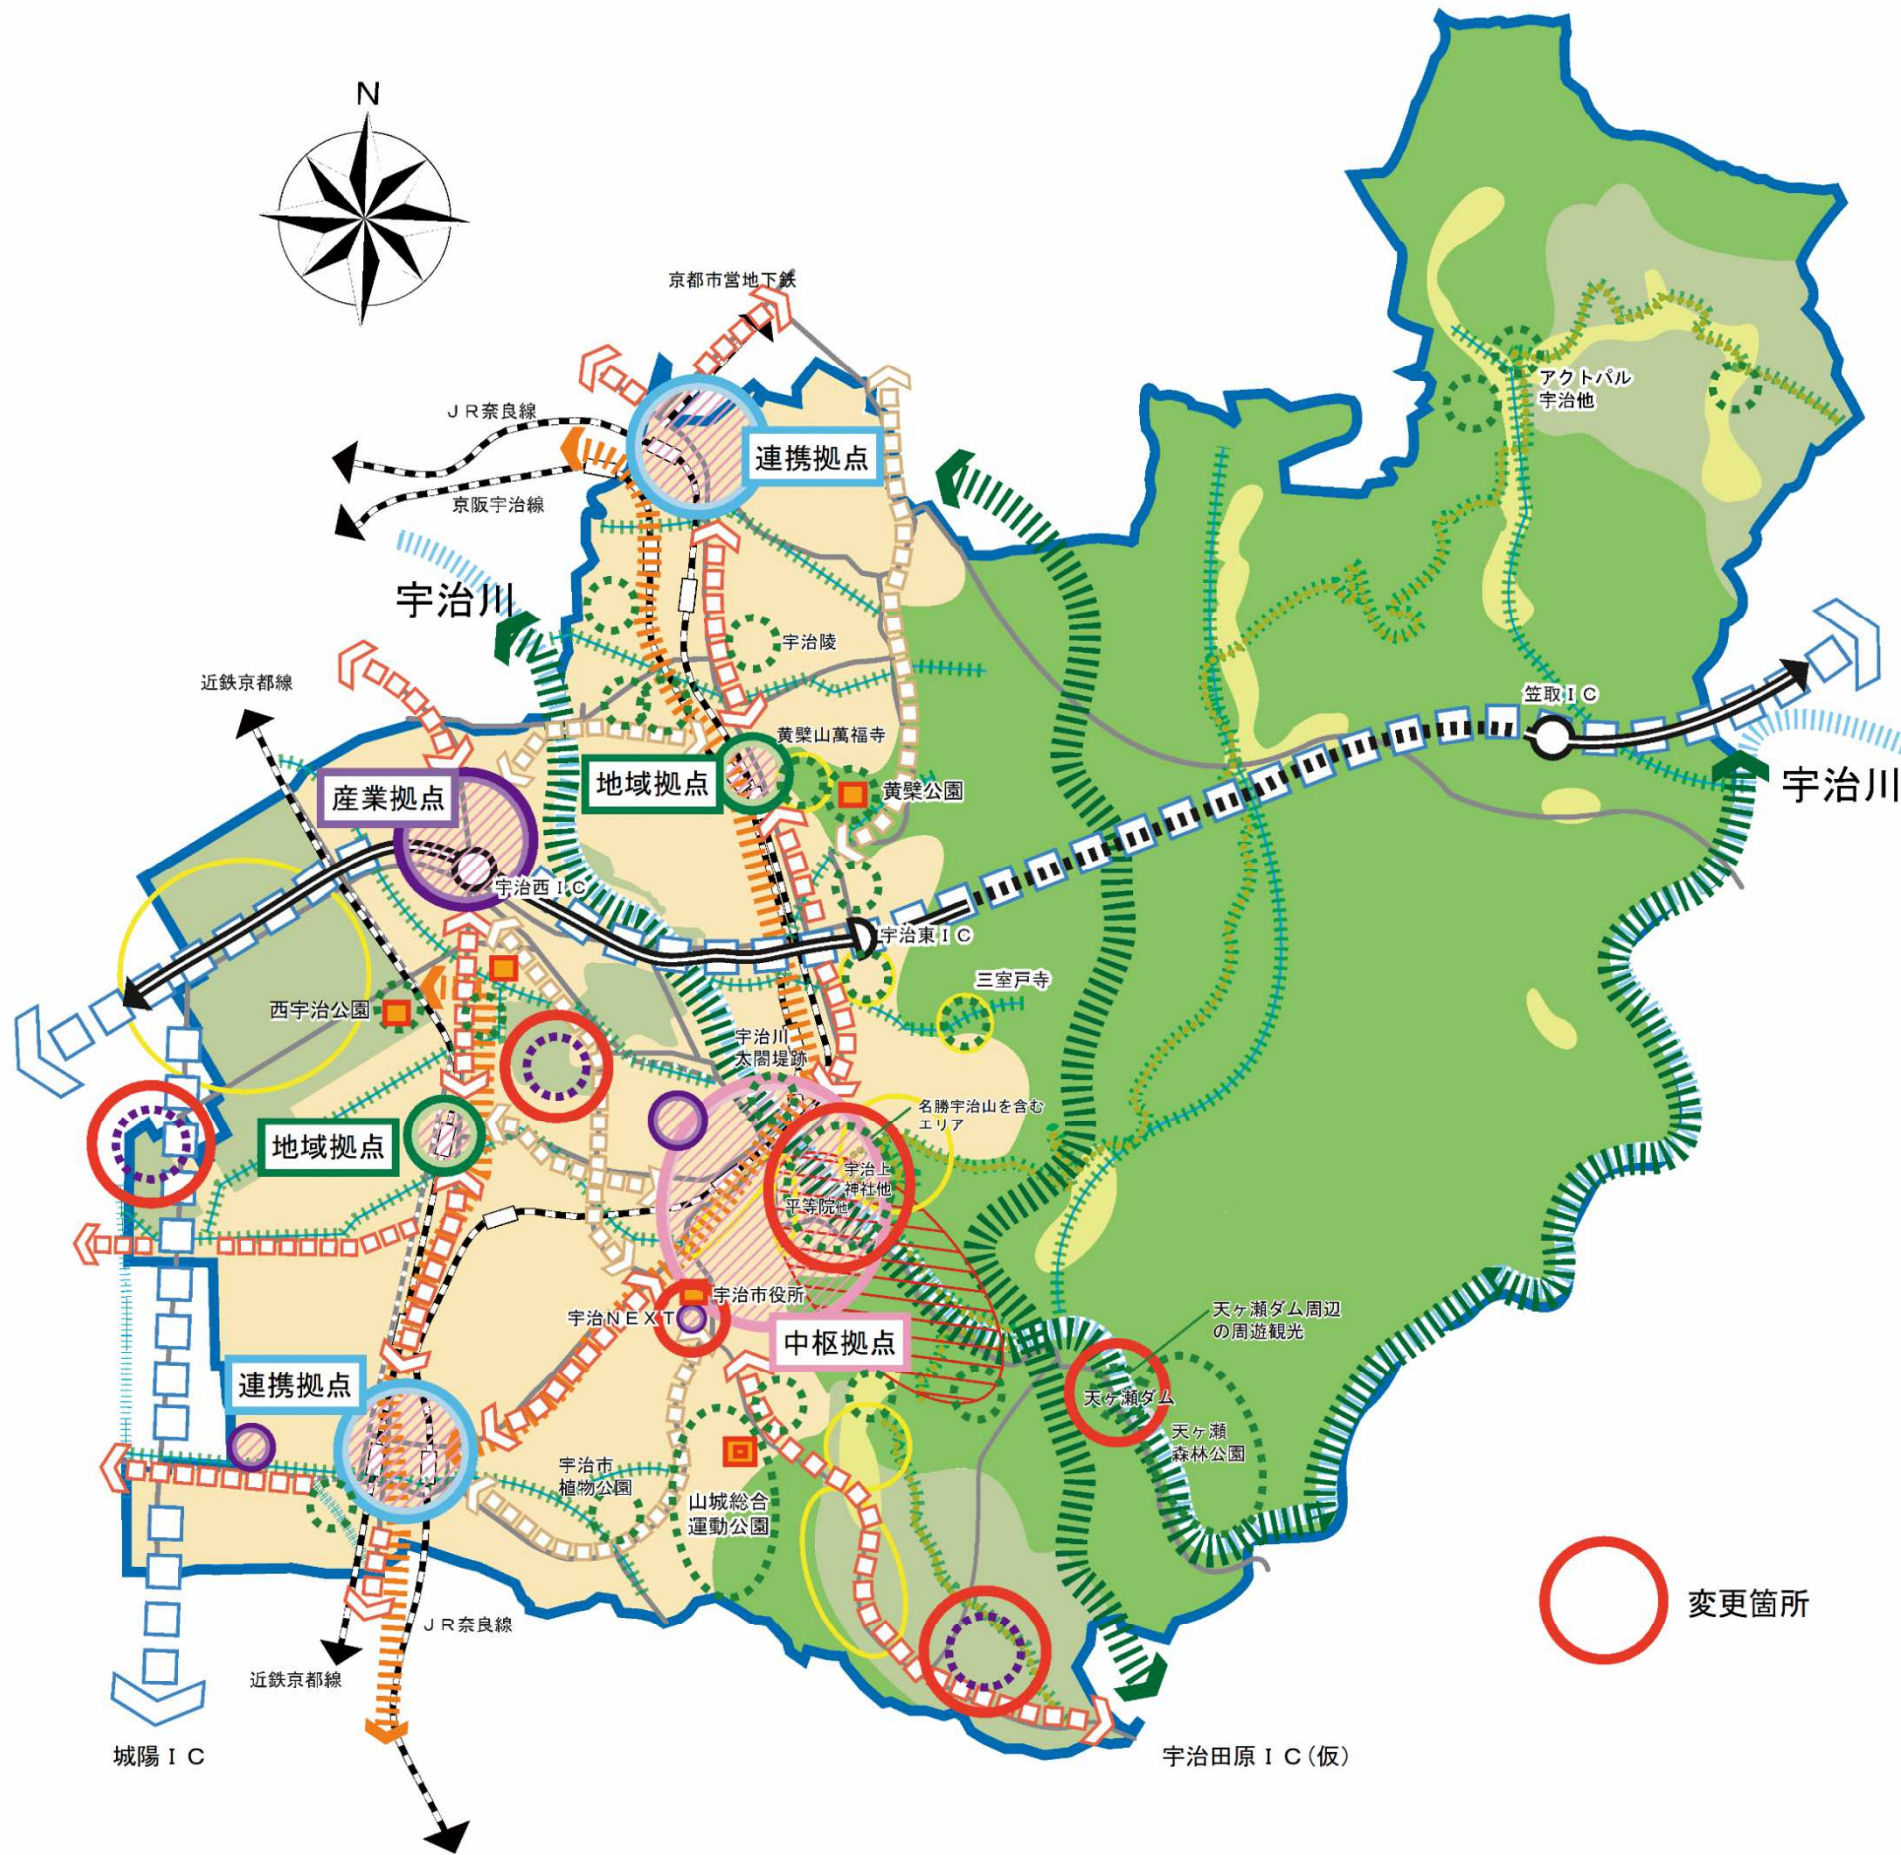 N
京都市営地下鉄
JR奈良線
連携拠点
アクトパル
宇治他
京阪宇治線
宇治川
宇治陵
近鉄京都線
笠取IC
黄檗山萬福寺
産業拠点
地域拠点
黄檗公園
宇治川
宇治西IC
宇治東IC
三室戸寺
西宇治公園
宇治川
太閤堤跡
名勝宇治山を含む
エリア
地域拠点
宇治上
神社他
平等院他
宇治市役所
宇治NEXT
天ヶ瀬ダム周辺
の周遊観光
中枢拠点
連携拠点
天ヶ瀬ダム
天ヶ瀬
森林公園
宇治市
植物公園
山城総合
運動公園
変更箇所
JR奈良線
近鉄京都線
城陽IC
宇治田原IC(仮)